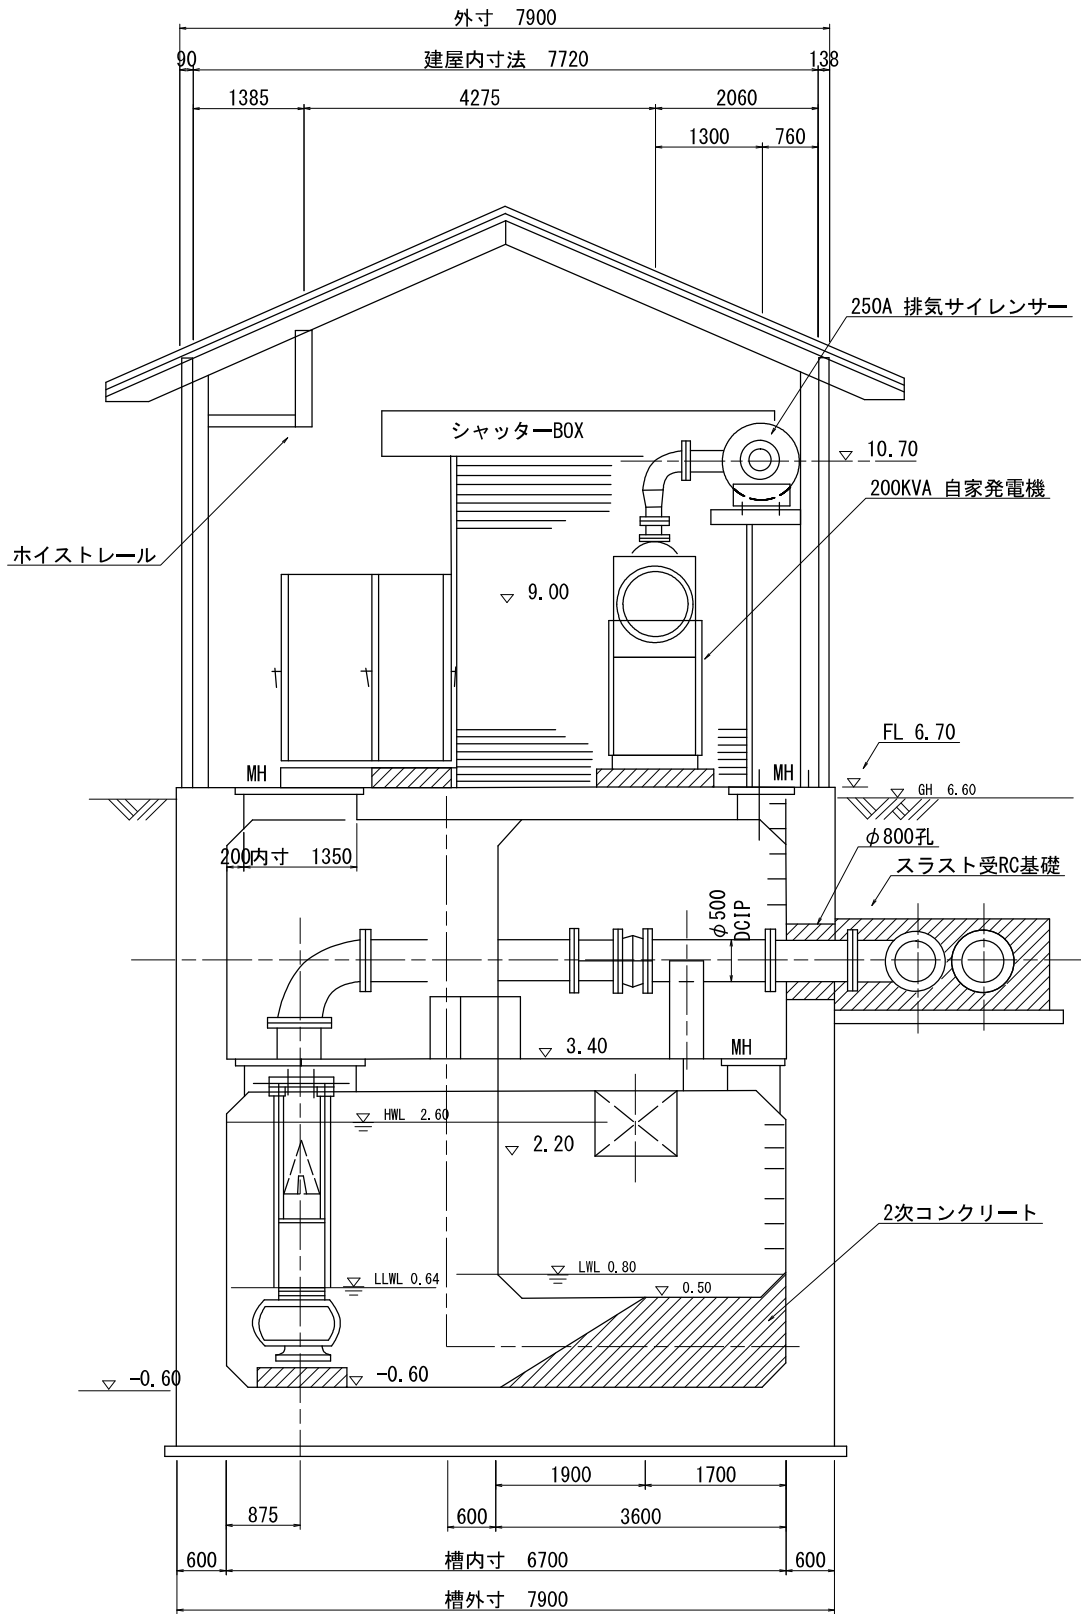 外寸 7900
90
建屋内寸法 7720
138
1385
4275
2060
1300
760
250A 排気サイレンサー
シャッターBOX
10.70
200KVA 自家発電機
ホイストレール
9.00
FL 6.70
MH
MH
GH 6.60
φ800孔
200
内寸 1350
スラスト受RC基礎
φ500
DCIP
3.40
MH
HWL 2.60
2.20
2次コンクリート
LWL 0.80
LLWL 0.64
0.50
-0.60
-0.60
1900
1700
875
600
3600
600
槽内寸 6700
600
槽外寸 7900